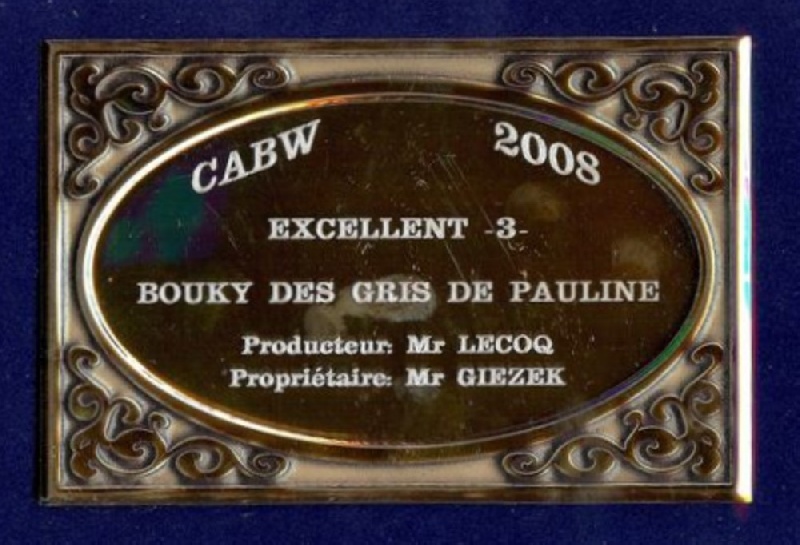 CABW 2008
EXCELLENT -3-
BOUKY DES GRIS DE PAULINE
Producteur: Mr LECOQ
Propriétaire: Mr GIEZEK